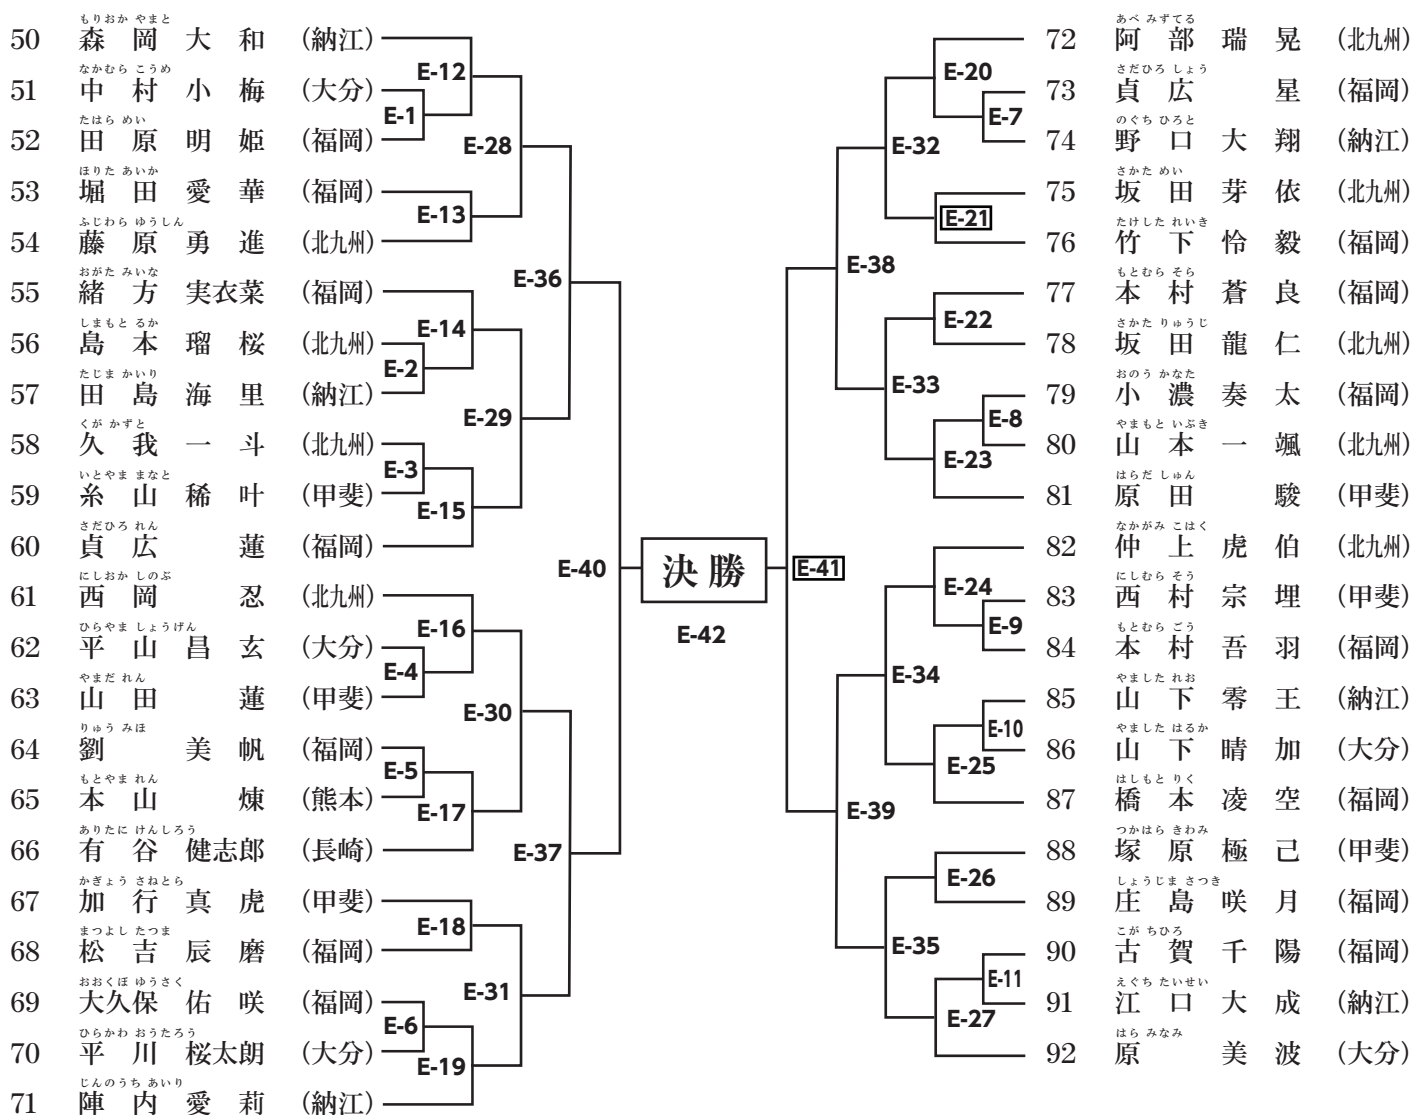 もりおか やまと
50 森岡大和 (納江)
なかむら こうめ
51 中村小梅 (大分)
たはら めい
52 田原明姫 (福岡)
ほりた あいか
53 堀田愛華 (福岡)
ふじわら ゆうしん
54 藤原勇進 (北九州)
おがた みいな
55 緒方実衣菜 (福岡)
しまもと るか
56 島本瑠桜 (北九州)
たじま かいり
57 田島海里 (納江)
くが かずと
58 久我一斗 (北九州)
いとやま まなと
59 糸山稀叶 (甲斐)
さだひろ れん
60 貞広蓮 (福岡)
にしおか しのぶ
61 西岡忍 (北九州)
ひらやま しょうげん
62 平山昌玄 (大分)
やまだ れん
63 山田蓮 (甲斐)
りゅう みほ
64 劉美帆 (福岡)
もとやま れん
65 本山煉 (熊本)
ありたに けんしろう
66 有谷健志郎 (長崎)
かぎょう さねとら
67 加行真虎 (甲斐)
まつよし たつま
68 松吉辰磨 (福岡)
おおくぼ ゆうさく
69 大久保佑咲 (福岡)
ひらかわ おうたろう
70 平川桜太朗 (大分)
じんのうち あいり
71 陣内愛莉 (納江)
E-12
E-1
E-28
E-13
E-36
E-14
E-2
E-29
E-3
E-15
E-40
E-16
E-4
E-30
E-5
E-17
E-37
E-18
E-31
E-6
E-19
決勝
E-42
E-41
E-20
E-7
E-32
E-21
E-38
E-22
E-33
E-8
E-23
E-24
E-9
E-34
E-10
E-25
E-39
E-26
E-35
E-11
E-27
あべ みずてる
72 阿部瑞晃 (北九州)
さだひろ しょう
73 貞広星 (福岡)
のぐち ひろと
74 野口大翔 (納江)
さかた めい
75 坂田芽依 (北九州)
たけした れいき
76 竹下怜毅 (福岡)
もとむら そら
77 本村蒼良 (福岡)
さかた りゅうじ
78 坂田龍仁 (北九州)
おのう かなた
79 小濃奏太 (福岡)
やまもと いぶき
80 山本一颯 (北九州)
はらだ しゅん
81 原田駿 (甲斐)
なかがみ こはく
82 仲上虎伯 (北九州)
にしむら そう
83 西村宗埋 (甲斐)
もとむら ごう
84 本村吾羽 (福岡)
やました れお
85 山下零王 (納江)
やました はるか
86 山下晴加 (大分)
はしもと りく
87 橋本凌空 (福岡)
つかはら きわみ
88 塚原極己 (甲斐)
しょうじま さつき
89 庄島咲月 (福岡)
こが ちひろ
90 古賀千陽 (福岡)
えぐち たいせい
91 江口大成 (納江)
はら みなみ
92 原美波 (大分)